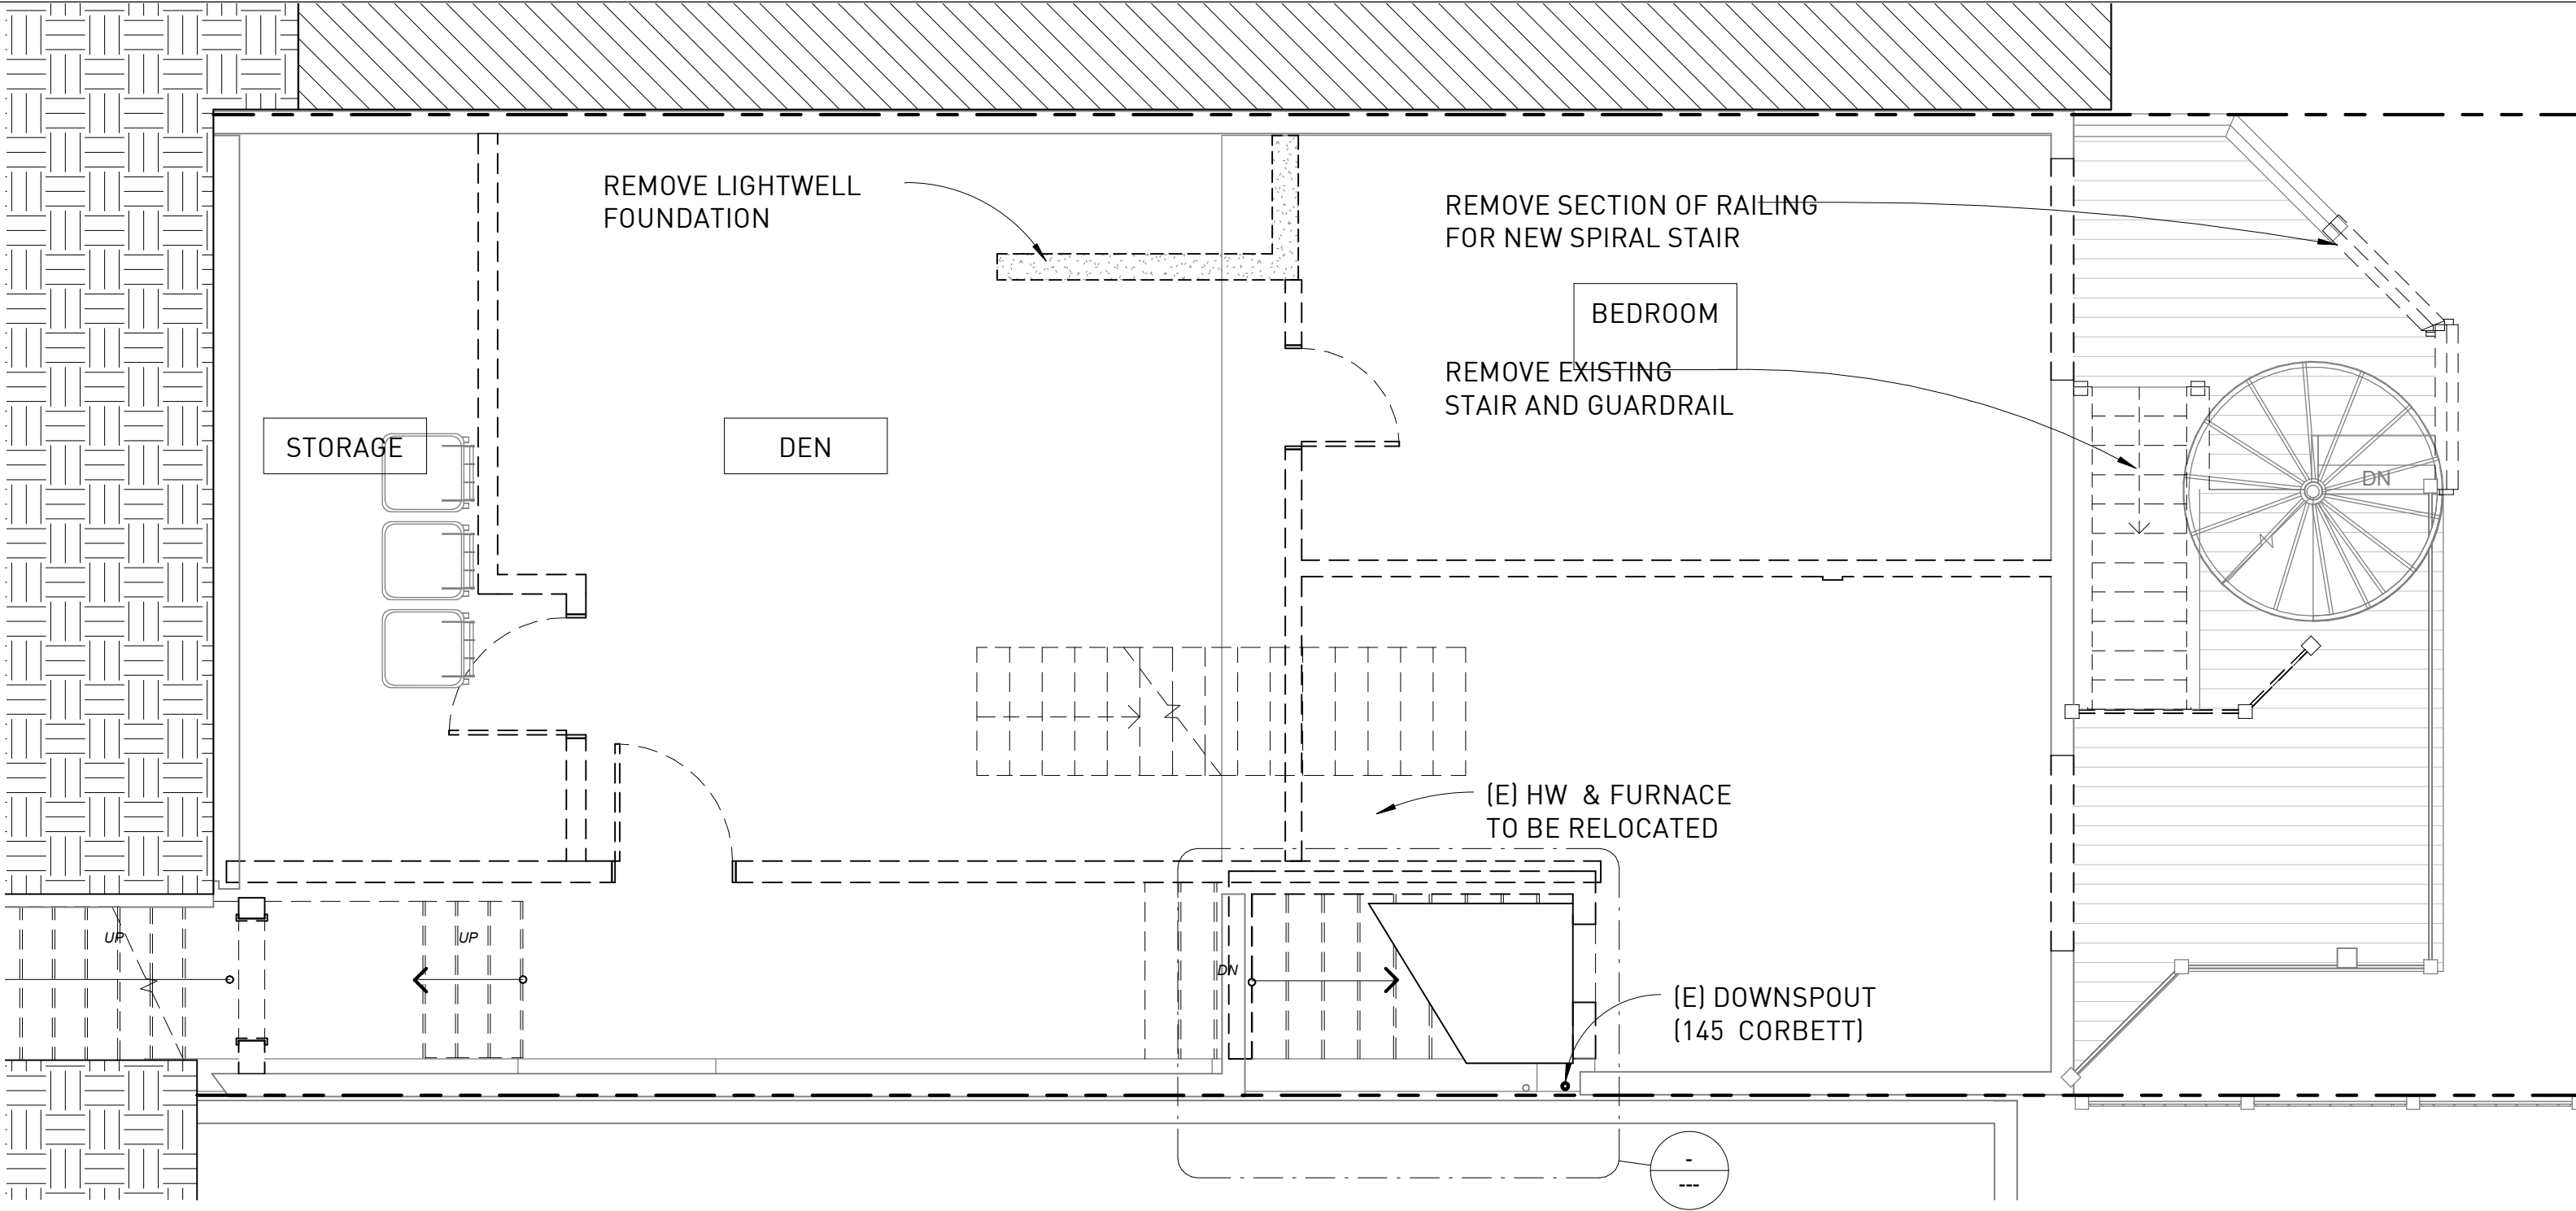 REMOVE LIGHTWELL
FOUNDATION
REMOVE SECTION OF RAILING
FOR NEW SPIRAL STAIR
BEDROOM
REMOVE EXISTING
STAIR AND GUARDRAIL
STORAGE
DEN
DN
(E) HW & FURNACE
TO BE RELOCATED
UP
UP
DN
(E) DOWNSPOUT
(145 CORBETT)
-
---